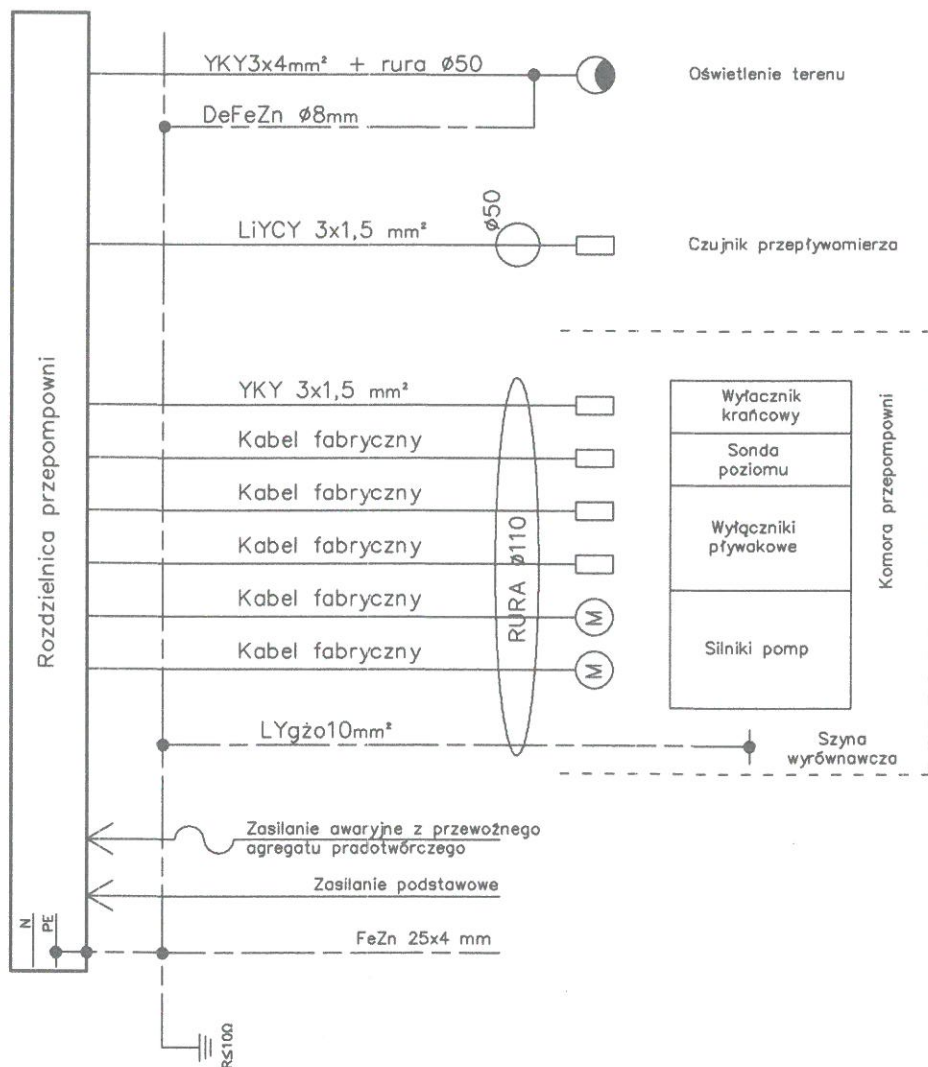 Rozdzielnica przepompowni
YKY3x4mm² + rura ø50
Oświetlenie terenu
DeFeZn ø8mm
ø50
LiYCY 3x1,5 mm²
Czujnik przepływomierza
YKY 3x1,5 mm²
Kabel fabryczny
Kabel fabryczny
Kabel fabryczny
Kabel fabryczny
Kabel fabryczny
RURA ø110
M
M
Wyłacznik
krańcowy
Sonda
poziomu
Wyłączniki
pływakowe
Silniki pomp
Komora przepompowni
LYgżo10mm²
Szyna
wyrównawcza
Zasilanie awaryjne z przewoźnego
agregatu pradotwórczego
Zasilanie podstawowe
N
PE
FeZn 25x4 mm
R≤10Ω